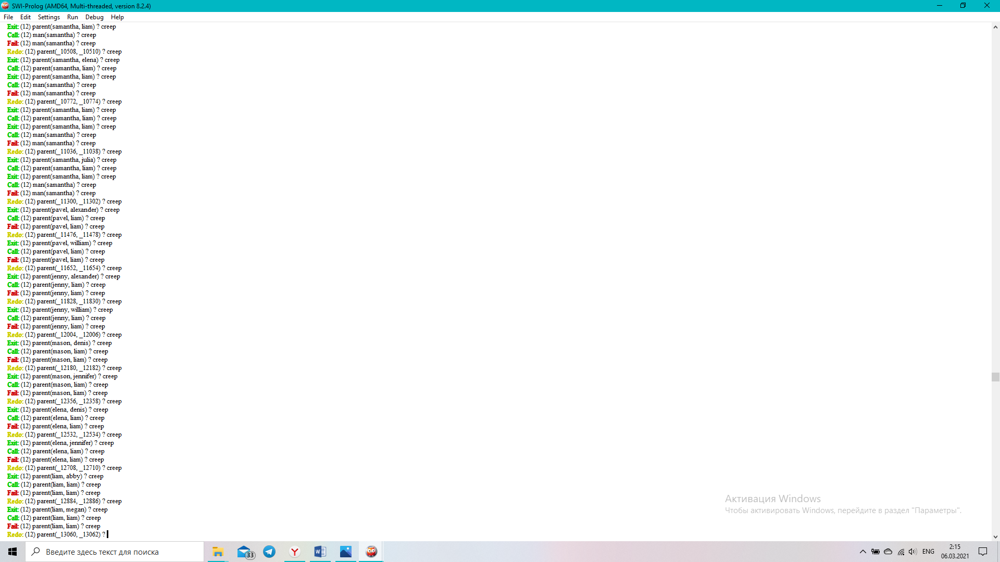 SWI-Prolog (AMD64, Multi-threaded, version 8.2.4)
File Edit Settings Run Debug Help
Exit: (12) parent(samantha, liam) ? creep
Call: (12) man(samantha) ? creep
Fail: (12) man(samantha) ? creep
Redo: (12) parent(_10508, _10510) ? creep
Exit: (12) parent(samantha, elena) ? creep
Call: (12) parent(samantha, liam) ? creep
Exit: (12) parent(samantha, liam) ? creep
Call: (12) man(samantha) ? creep
Fail: (12) man(samantha) ? creep
Redo: (12) parent(_10772, _10774) ? creep
Exit: (12) parent(samantha, liam) ? creep
Call: (12) parent(samantha, liam) ? creep
Exit: (12) parent(samantha, liam) ? creep
Call: (12) man(samantha) ? creep
Fail: (12) man(samantha) ? creep
Redo: (12) parent(_11036, _11038) ? creep
Exit: (12) parent(samantha, julia) ? creep
Call: (12) parent(samantha, liam) ? creep
Exit: (12) parent(samantha, liam) ? creep
Call: (12) man(samantha) ? creep
Fail: (12) man(samantha) ? creep
Redo: (12) parent(_11300, _11302) ? creep
Exit: (12) parent(pavel, alexander) ? creep
Call: (12) parent(pavel, liam) ? creep
Fail: (12) parent(pavel, liam) ? creep
Redo: (12) parent(_11476, _11478) ? creep
Exit: (12) parent(pavel, william) ? creep
Call: (12) parent(pavel, liam) ? creep
Fail: (12) parent(pavel, liam) ? creep
Redo: (12) parent(_11652, _11654) ? creep
Exit: (12) parent(jenny, alexander) ? creep
Call: (12) parent(jenny, liam) ? creep
Fail: (12) parent(jenny, liam) ? creep
Redo: (12) parent(_11828, _11830) ? creep
Exit: (12) parent(jenny, william) ? creep
Call: (12) parent(jenny, liam) ? creep
Fail: (12) parent(jenny, liam) ? creep
Redo: (12) parent(_12004, _12006) ? creep
Exit: (12) parent(mason, denis) ? creep
Call: (12) parent(mason, liam) ? creep
Fail: (12) parent(mason, liam) ? creep
Redo: (12) parent(_12180, _12182) ? creep
Exit: (12) parent(mason, jennifer) ? creep
Call: (12) parent(mason, liam) ? creep
Fail: (12) parent(mason, liam) ? creep
Redo: (12) parent(_12356, _12358) ? creep
Exit: (12) parent(elena, denis) ? creep
Call: (12) parent(elena, liam) ? creep
Fail: (12) parent(elena, liam) ? creep
Redo: (12) parent(_12532, _12534) ? creep
Exit: (12) parent(elena, jennifer) ? creep
Call: (12) parent(elena, liam) ? creep
Fail: (12) parent(elena, liam) ? creep
Redo: (12) parent(_12708, _12710) ? creep
Exit: (12) parent(liam, abby) ? creep
Call: (12) parent(liam, liam) ? creep
Fail: (12) parent(liam, liam) ? creep
Redo: (12) parent(_12884, _12886) ? creep
Exit: (12) parent(liam, megan) ? creep
Call: (12) parent(liam, liam) ? creep
Fail: (12) parent(liam, liam) ? creep
Redo: (12) parent(_13060, _13062) ?
Активация Windows
Чтобы активировать Windows, перейдите в раздел "Параметры".
Введите здесь текст для поиска
33
ENG
2:15
06.03.2021